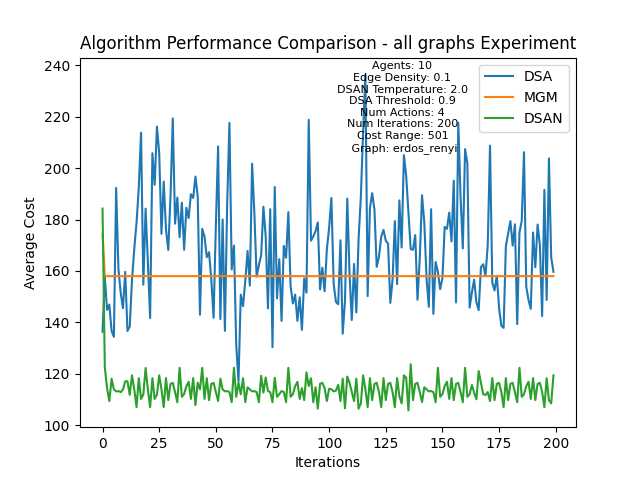 Algorithm Performance Comparison - all graphs Experiment
Agents: 10
Edge Density: 0.1
DSAN Temperature: 2.0
DSA Threshold: 0.9
Num Actions: 4
Num Iterations: 200
Cost Range: 501
Graph: erdos_renyi
DSA
MGM
DSAN
Average Cost
240
220
200
180
160
140
120
100
0
25
50
75
100
125
150
175
200
Iterations